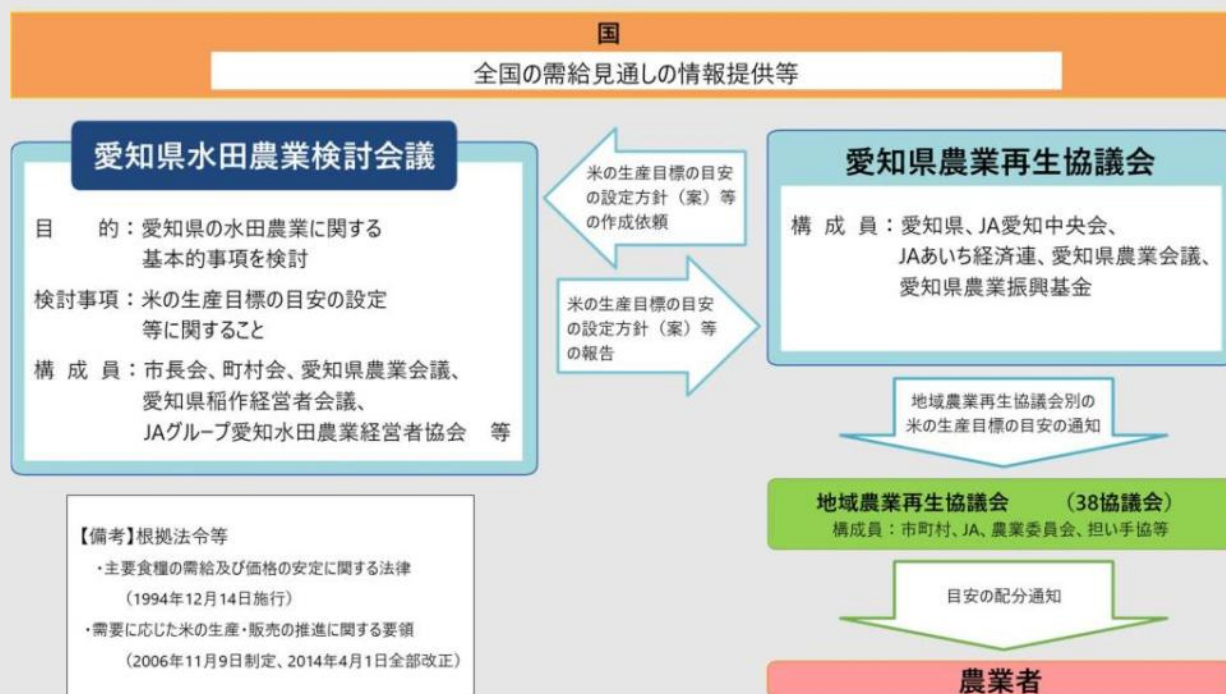 国
全国の需給見通しの情報提供等
愛知県水田農業検討会議
目　　的：愛知県の水田農業に関する
基本的事項を検討
検討事項：米の生産目標の目安の設定
等に関すること
構 成 員：市長会、町村会、愛知県農業会議、
愛知県稲作経営者会議、
JAグループ愛知水田農業経営者協会　等
米の生産目標の目安
の設定方針（案）等
の作成依頼
米の生産目標の目安
の設定方針（案）等
の報告
愛知県農業再生協議会
構 成 員：愛知県、JA愛知中央会、
JAあいち経済連、愛知県農業会議、
愛知県農業振興基金
地域農業再生協議会別の
米の生産目標の目安の通知
地域農業再生協議会　　（38協議会）
構成員：市町村、JA、農業委員会、担い手協等
目安の配分通知
農業者
【備考】根拠法令等
・主要食糧の需給及び価格の安定に関する法律
（1994年12月14日施行）
・需要に応じた米の生産・販売の推進に関する要領
（2006年11月9日制定、2014年4月1日全部改正）